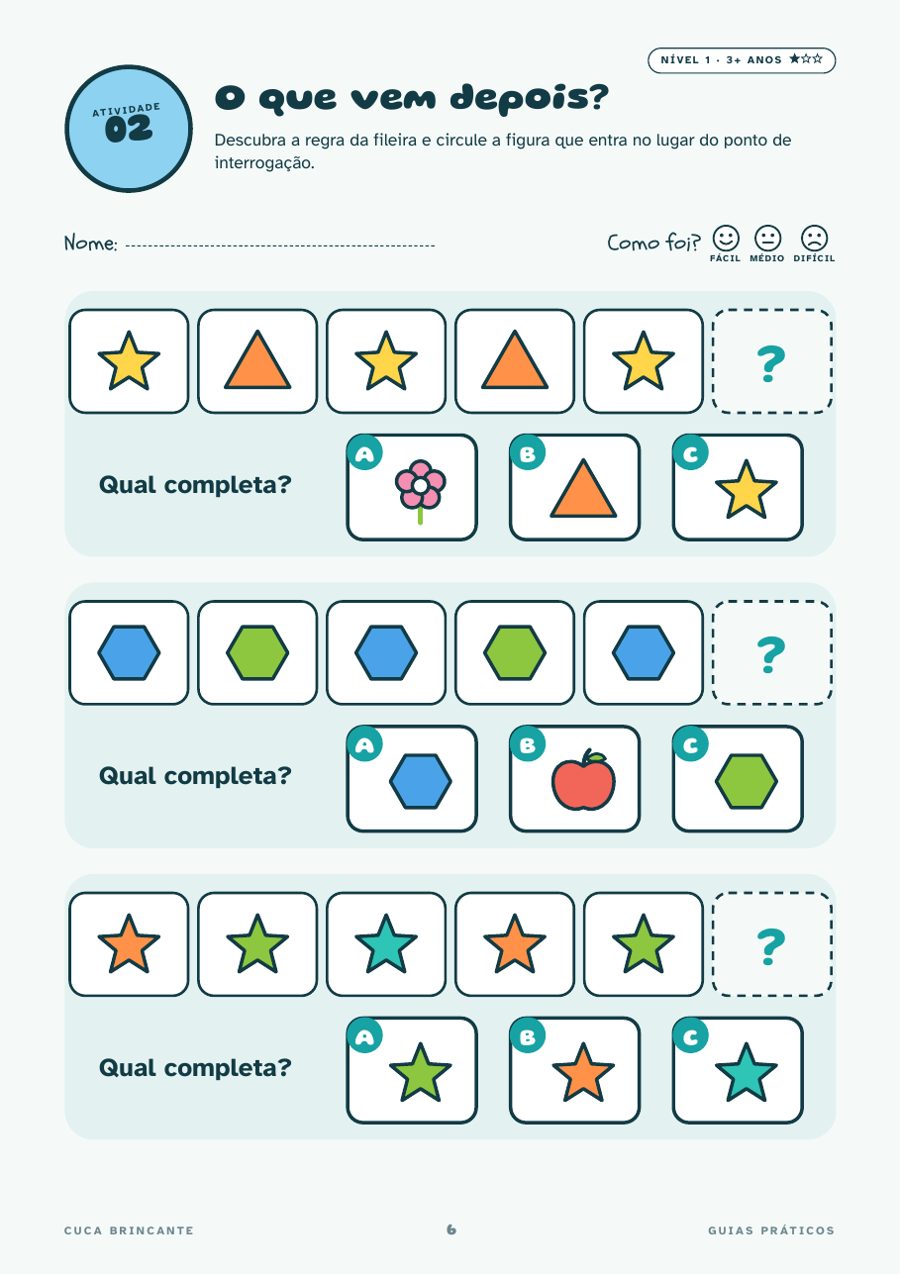 NÍVEL 1 · 3+ ANOS ★☆☆
ATIVIDADE
02
O que vem depois?
Descubra a regra da fileira e circule a figura que entra no lugar do ponto de
interrogação.
Nome:
Como foi?
FÁCIL MÉDIO DIFÍCIL
?
Qual completa?
A B C
?
Qual completa?
A B C
?
Qual completa?
A B C
CUCA BRINCANTE 6 GUIAS PRÁTICOS